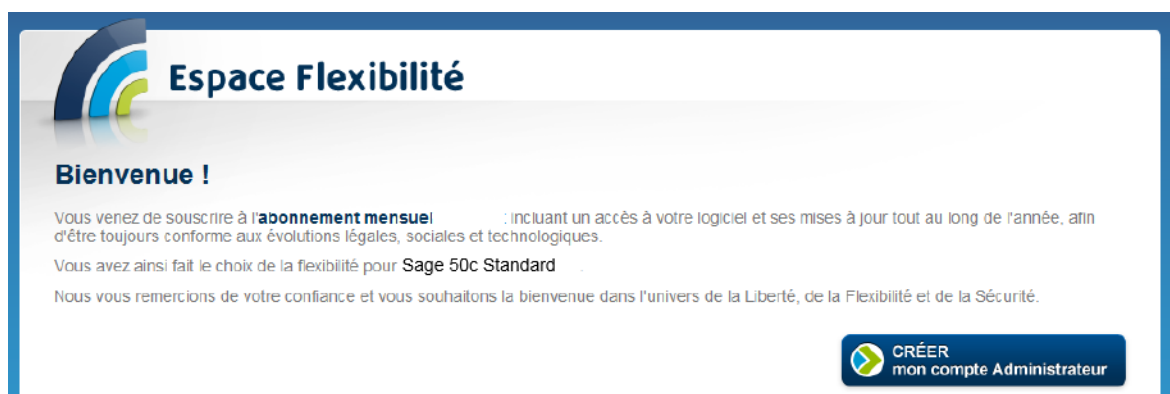 Espace Flexibilité
Bienvenue !
Vous venez de souscrire à l'abonnement mensuel : incluant un accès à votre logiciel et ses mises à jour tout au long de l'année, afin
d'être toujours conforme aux évolutions légales, sociales et technologiques.
Vous avez ainsi fait le choix de la flexibilité pour Sage 50c Standard .
Nous vous remercions de votre confiance et vous souhaitons la bienvenue dans l'univers de la Liberté, de la Flexibilité et de la Sécurité.
CRÉER
mon compte Administrateur